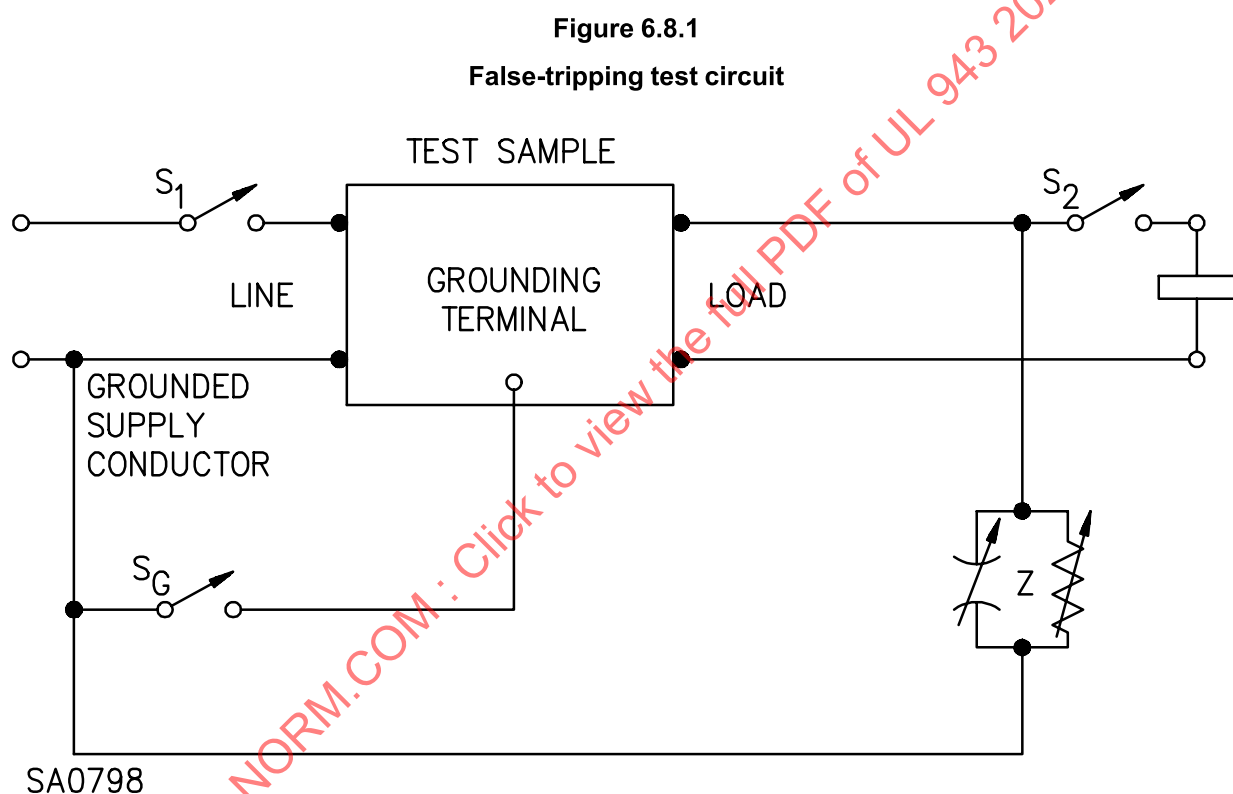 Figure 6.8.1
False-tripping test circuit
TEST SAMPLE
S1
S2
LINE
GROUNDING
TERMINAL
LOAD
GROUNDED
SUPPLY
CONDUCTOR
SG
Z
SA0798
NORM.COM : Click to view the full PDF of UL 943